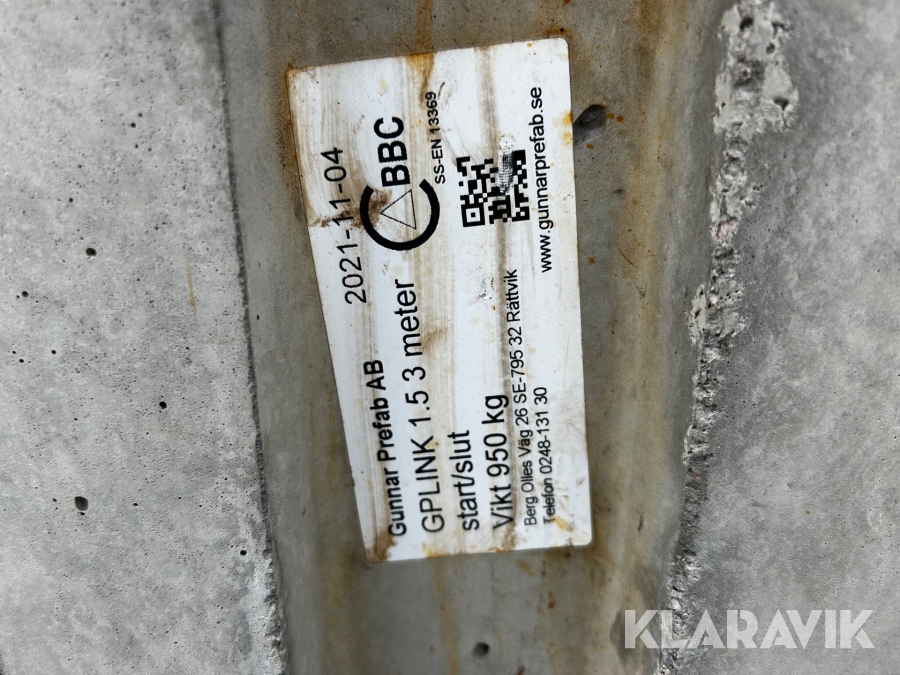 Gunnar Prefab AB
2021-11-04
GPLINK 1.5 3 meter
start/slut
Vikt 950 kg
BBC
SS-EN 13369
Berg Olles Väg 26 SE-795 32 Rättvik
Telefon 0248-131 30
www.gunnarprefab.se
KLARAVIK